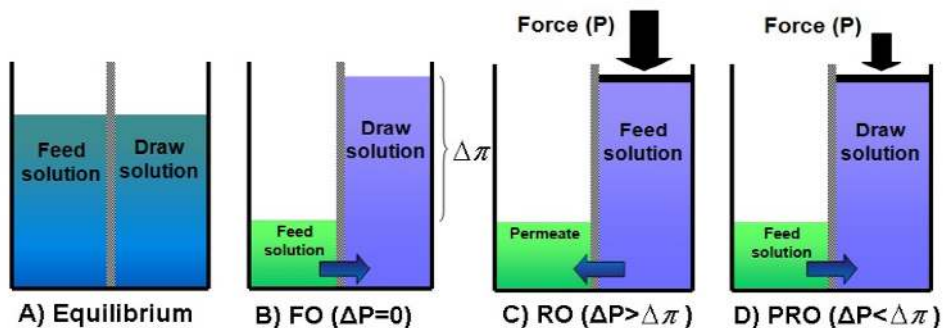 Feed
solution
Draw
solution
A) Equilibrium
Draw
solution
Δπ
Feed
solution
B) FO (ΔP=0)
Force (P)
Feed
solution
Permeate
C) RO (ΔP>Δπ)
Force (P)
Draw
solution
Feed
solution
D) PRO (ΔP<Δπ)